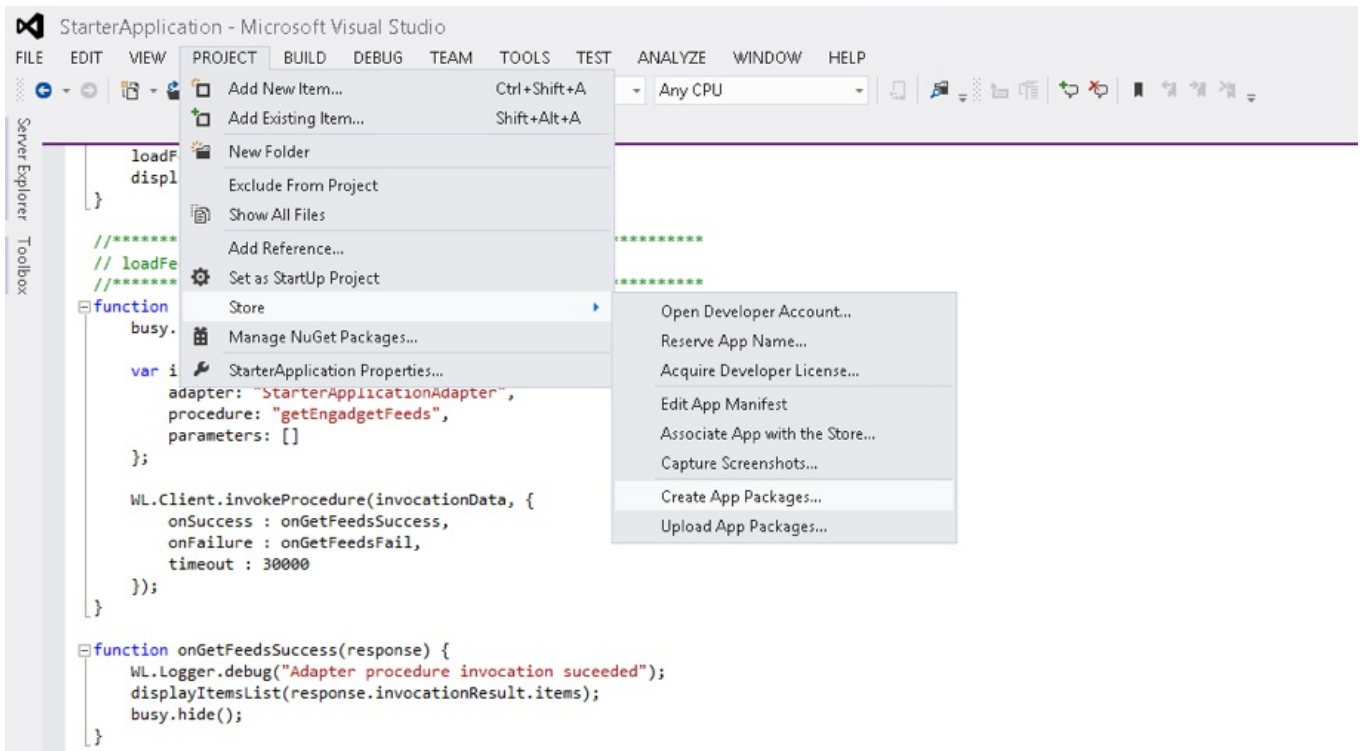 StarterApplication - Microsoft Visual Studio
FILE EDIT VIEW PROJECT BUILD DEBUG TEAM TOOLS TEST ANALYZE WINDOW HELP
Any CPU
Server Explorer
Toolbox
Add New Item... Ctrl+Shift+A
Add Existing Item... Shift+Alt+A
New Folder
Exclude From Project
Show All Files
Add Reference...
Set as StartUp Project
Store
Manage NuGet Packages...
StarterApplication Properties...
Open Developer Account...
Reserve App Name...
Acquire Developer License...
Edit App Manifest
Associate App with the Store...
Capture Screenshots...
Create App Packages...
Upload App Packages...
loadF
displ
}
//******* **********
// loadFe
//******* **********
function
busy.
var i
adapter: "StarterApplicationAdapter",
procedure: "getEngadgetFeeds",
parameters: []
};
WL.Client.invokeProcedure(invocationData, {
onSuccess : onGetFeedsSuccess,
onFailure : onGetFeedsFail,
timeout : 30000
});
}
function onGetFeedsSuccess(response) {
WL.Logger.debug("Adapter procedure invocation suceeded");
displayItemsList(response.invocationResult.items);
busy.hide();
}